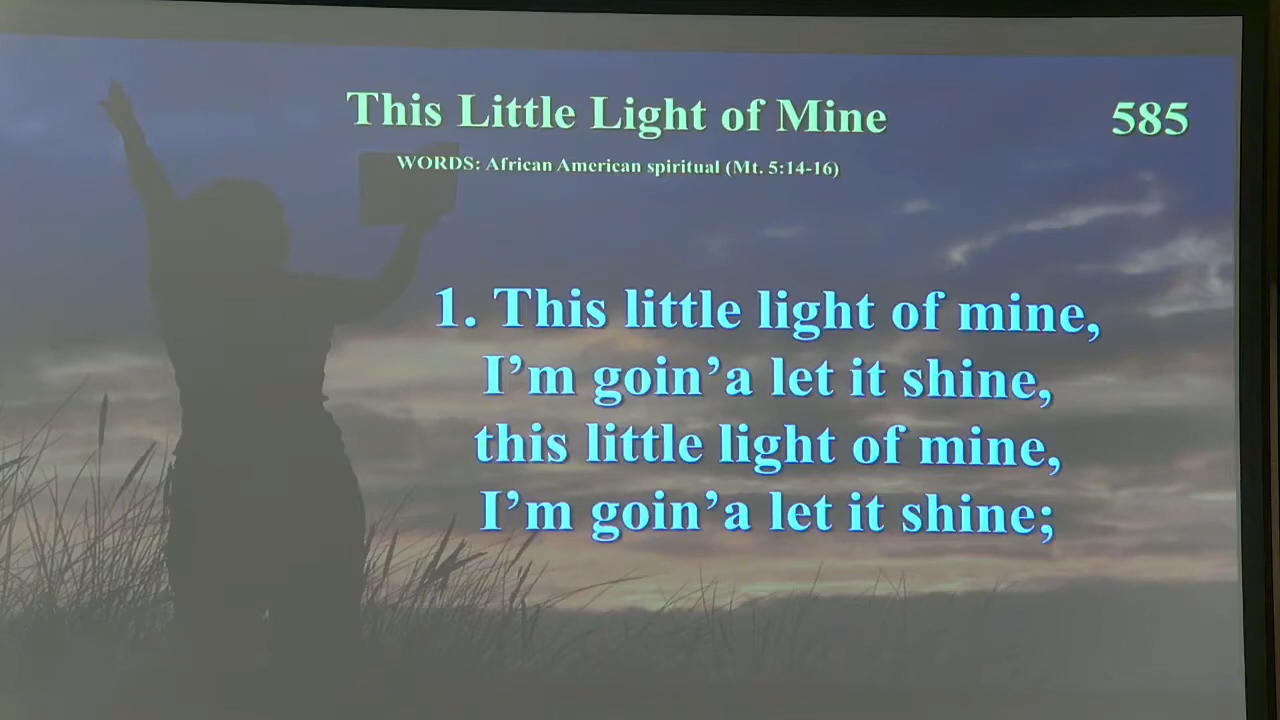 This Little Light of Mine 585
WORDS: African American spiritual (Mt. 5:14-16)
1. This little light of mine,
I’m goin’a let it shine,
this little light of mine,
I’m goin’a let it shine;